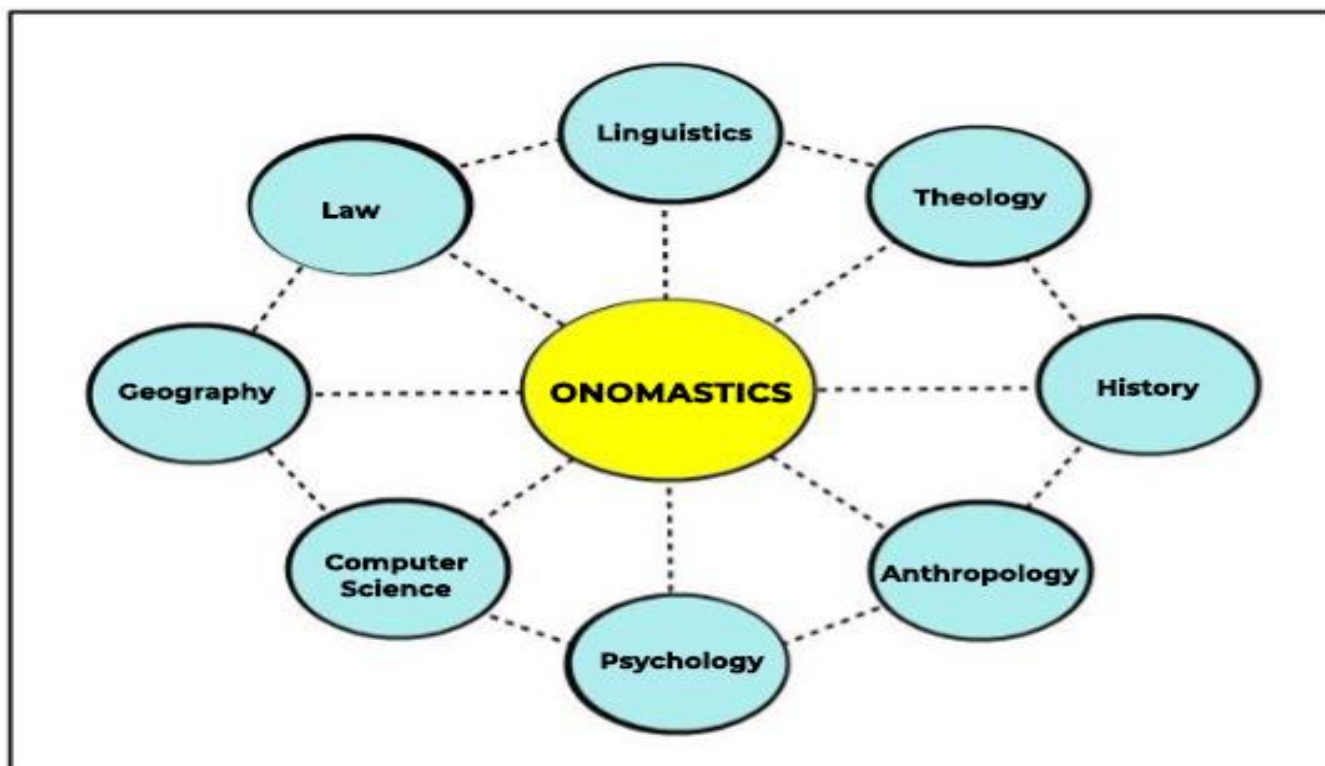 Linguistics
Law
Theology
Geography
ONOMASTICS
History
Computer
Science
Anthropology
Psychology